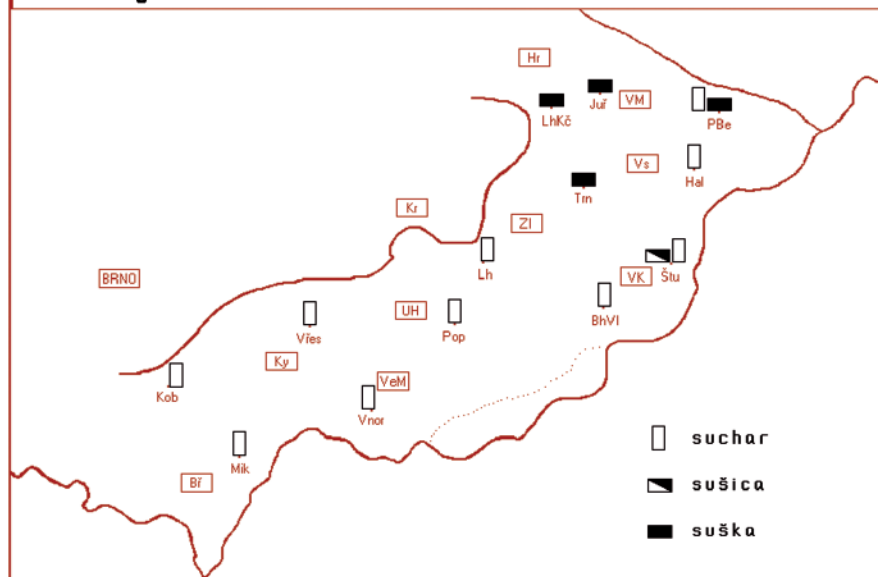 Hr
Juř
VM
LhKč
PBe
Vs
Hal
Trn
Kr
Zl
Lh
BRNO
VK
Štu
BhVl
UH
Vřes
Pop
Ky
VeM
Kob
Vnor
Mik
Bř
suchar
sušica
suška